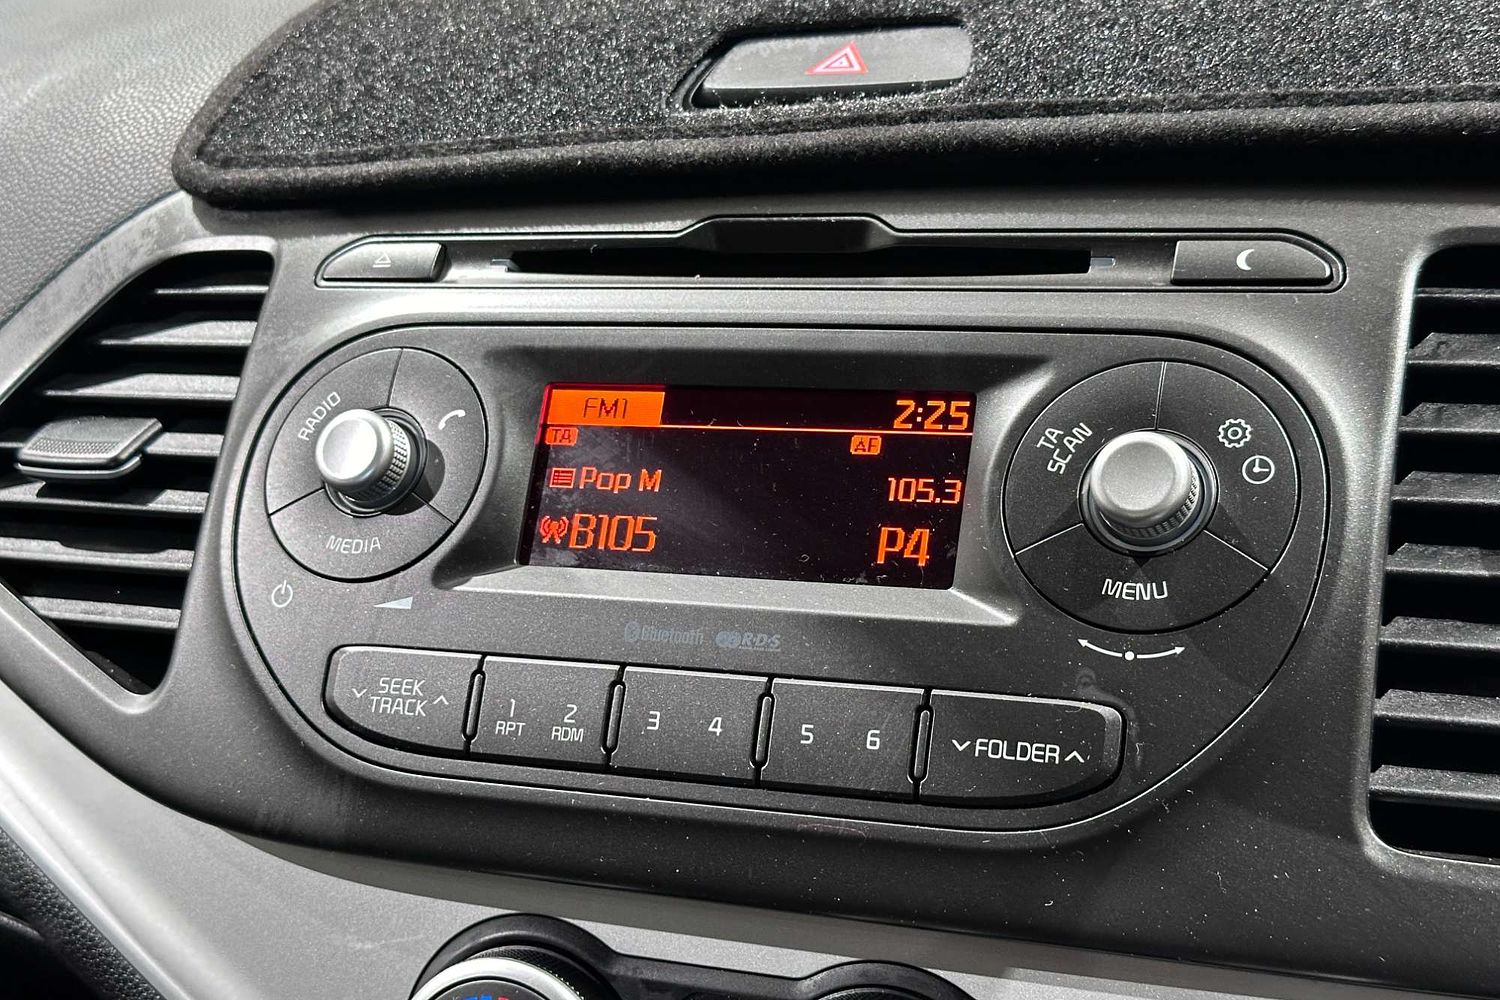 RADIO
MEDIA
FM1
2:25
TA
AF
Pop M
105.3
B105
P4
TA
SCAN
MENU
Bluetooth
R·D·S
SEEK
TRACK
1
RPT
2
RDM
3
4
5
6
FOLDER